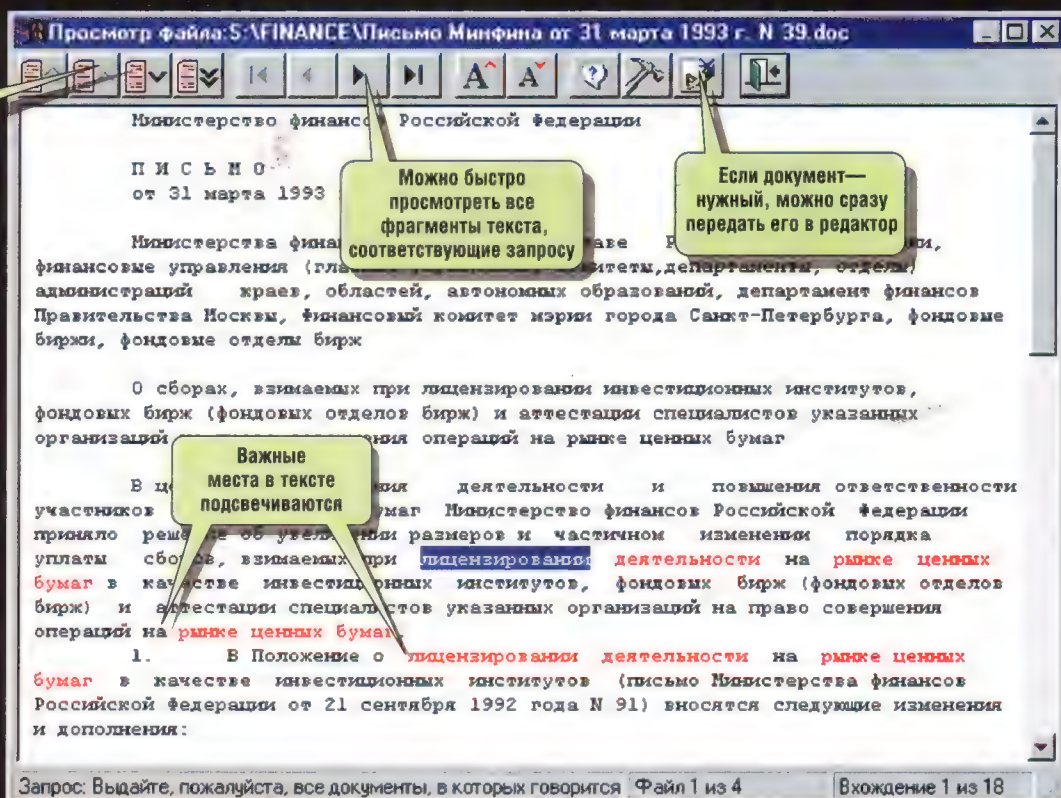 Просмотр файла:S:\FINANCE\Письмо Минфина от 31 марта 1993 г. N 39.doc
A A
Министерство финансов Российской Федерации
П И С Ь М О
от 31 марта 1993
Можно быстро
просмотреть все
фрагменты текста,
соответствующие запросу
Если документ—
нужный, можно сразу
передать его в редактор
Министерства
финансовые управления
администраций краев, областей, автономных образований, департамент финансов
Правительства Москвы, Финансовый комитет мэрии города Санкт-Петербурга, фондовые
биржи, фондовые отделы бирж
О сборах, взимаемых при лицензировании инвестиционных институтов,
фондовых бирж (фондовых отделов бирж) и аттестации специалистов указанных
организаций операций на рынке ценных бумаг
Важные
места в тексте
подсвечиваются
В деятельности и повышения ответственности
участников Министерство финансов Российской Федерации
приняло решение об увеличении размеров и частичном изменении порядка
уплаты сборов, взимаемых при лицензировании деятельности на рынке ценных
бумаг в качестве инвестиционных институтов, фондовых бирж (фондовых отделов
бирж) и аттестации специалистов указанных организаций на право совершения
операций на рынке ценных бумаг.
1. В Положение о лицензировании деятельности на рынке ценных
бумаг в качестве инвестиционных институтов (письмо Министерства финансов
Российской Федерации от 21 сентября 1992 года N 91) вносятся следующие изменения
и дополнения:
Запрос: Выдайте, пожалуйста, все документы, в которых говорится Файл 1 из 4 Вхождение 1 из 18